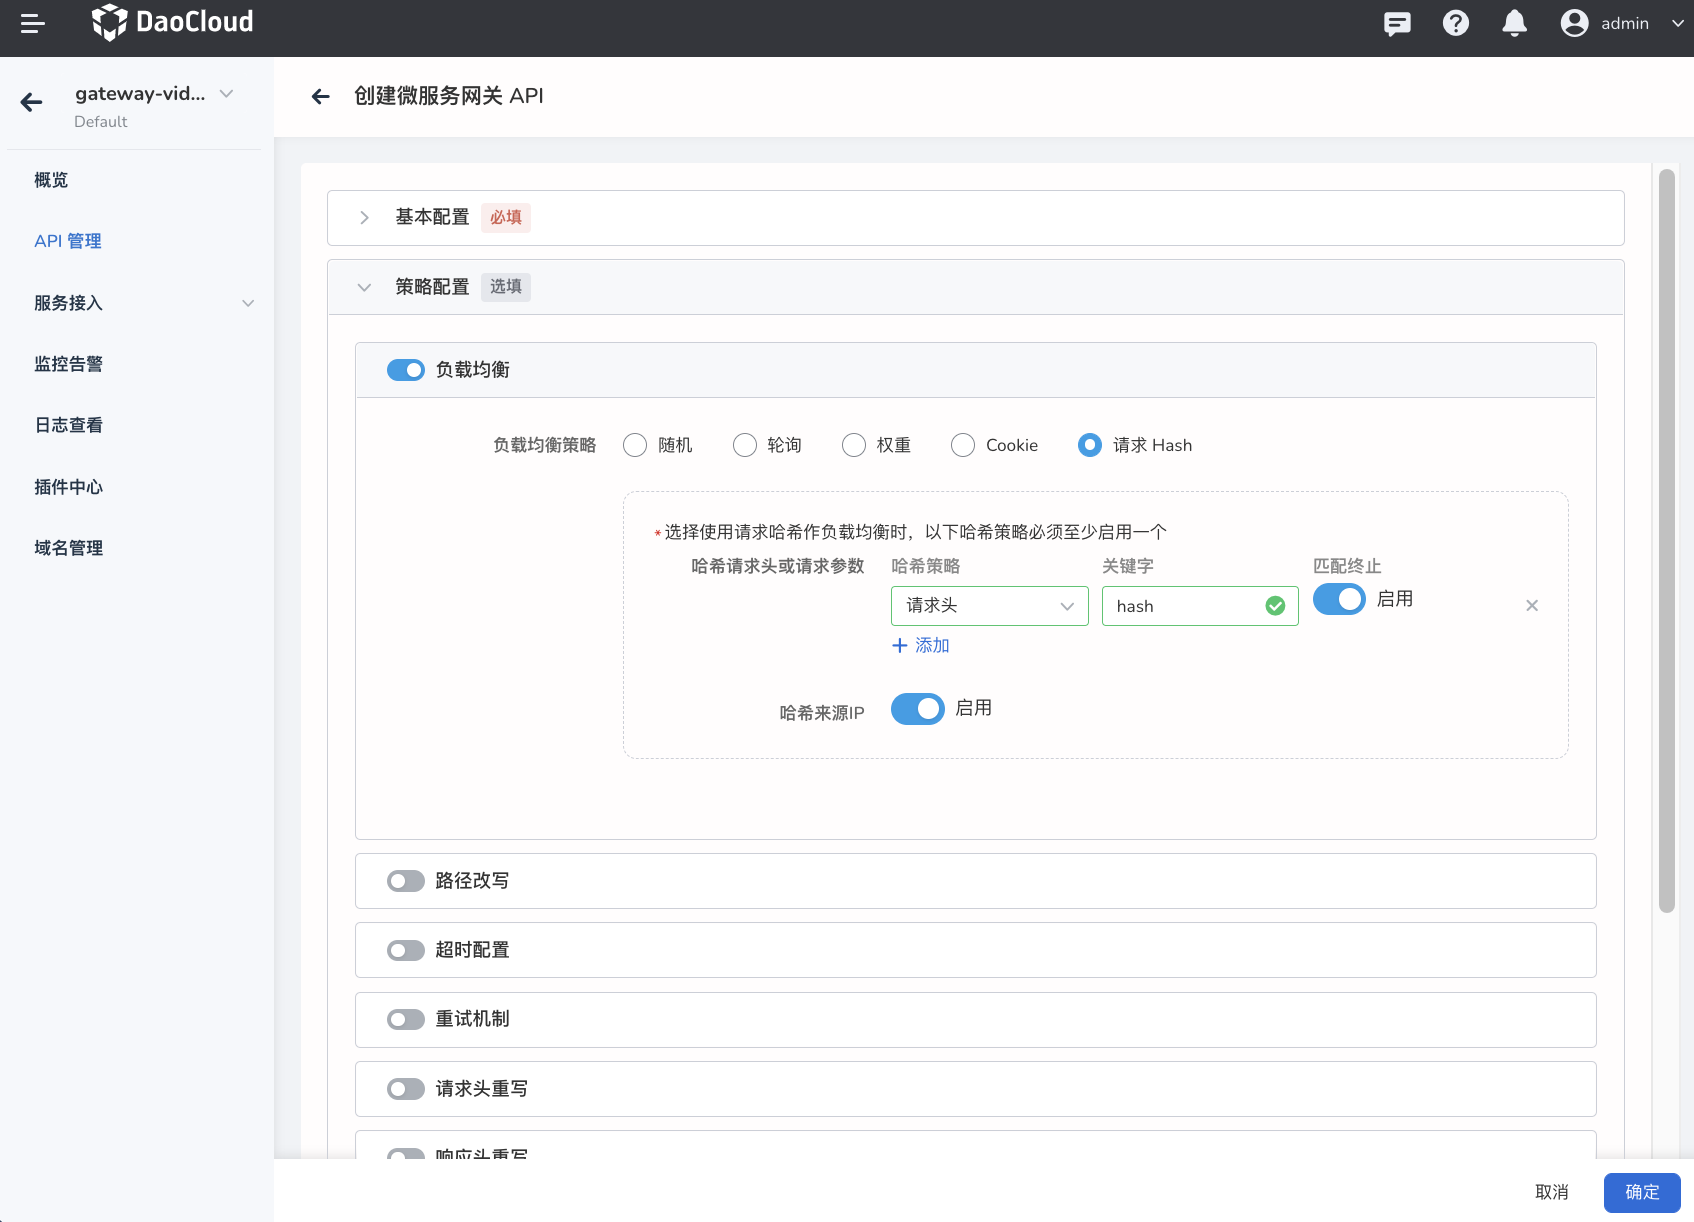 DaoCloud
admin
gateway-vid...
Default
概览
API 管理
服务接入
监控告警
日志查看
插件中心
域名管理
创建微服务网关 API
基本配置 必填
策略配置 选填
负载均衡
负载均衡策略 随机 轮询 权重 Cookie 请求 Hash
*选择使用请求哈希作负载均衡时，以下哈希策略必须至少启用一个
哈希请求头或请求参数 哈希策略 关键字 匹配终止
请求头 hash 启用
+ 添加
哈希来源IP 启用
路径改写
超时配置
重试机制
请求头重写
响应头重写
取消 确定